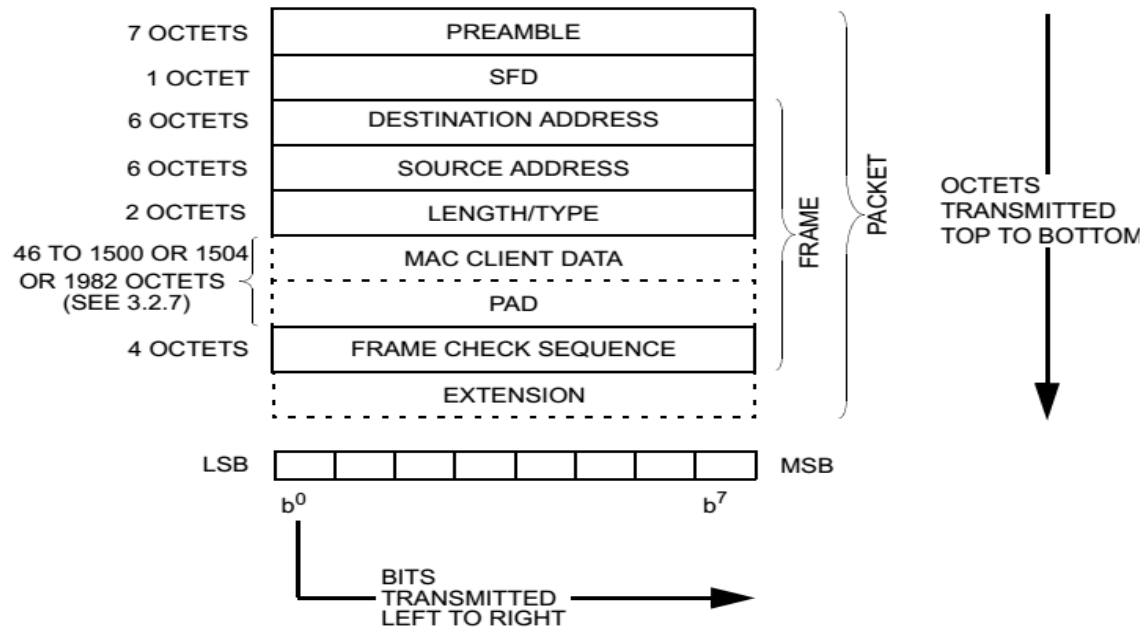 7 OCTETS PREAMBLE
1 OCTET SFD
6 OCTETS DESTINATION ADDRESS
6 OCTETS SOURCE ADDRESS
2 OCTETS LENGTH/TYPE
46 TO 1500 OR 1504
OR 1982 OCTETS
(SEE 3.2.7)
MAC CLIENT DATA
PAD
4 OCTETS FRAME CHECK SEQUENCE
EXTENSION
FRAME
PACKET
OCTETS
TRANSMITTED
TOP TO BOTTOM
LSB MSB
b0 b7
BITS
TRANSMITTED
LEFT TO RIGHT